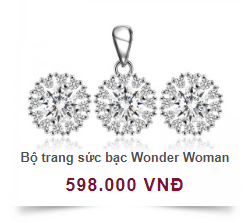 Bộ trang sức bạc Wonder Woman
598.000 VNĐ